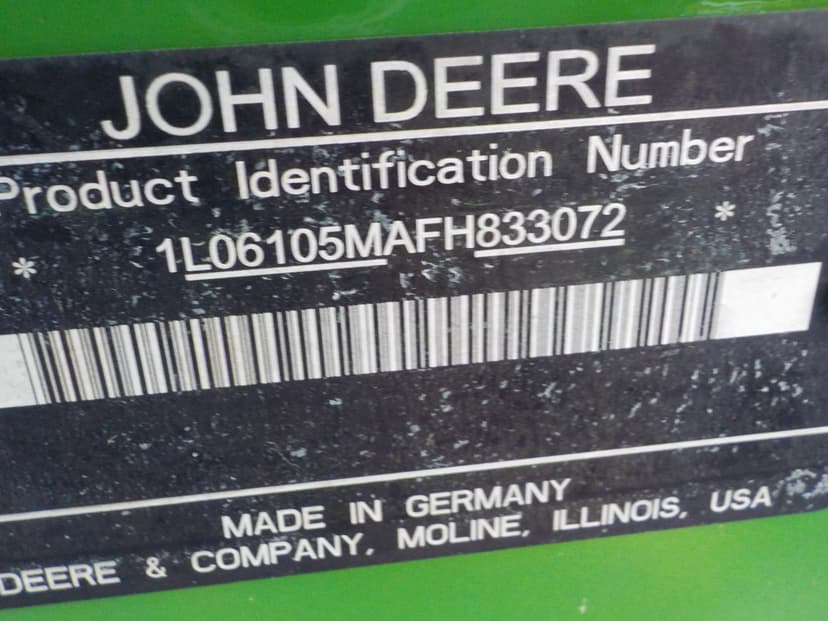 JOHN DEERE
Product Identification Number
* 1L06105MAFH833072 *
MADE IN GERMANY
DEERE & COMPANY, MOLINE, ILLINOIS, USA